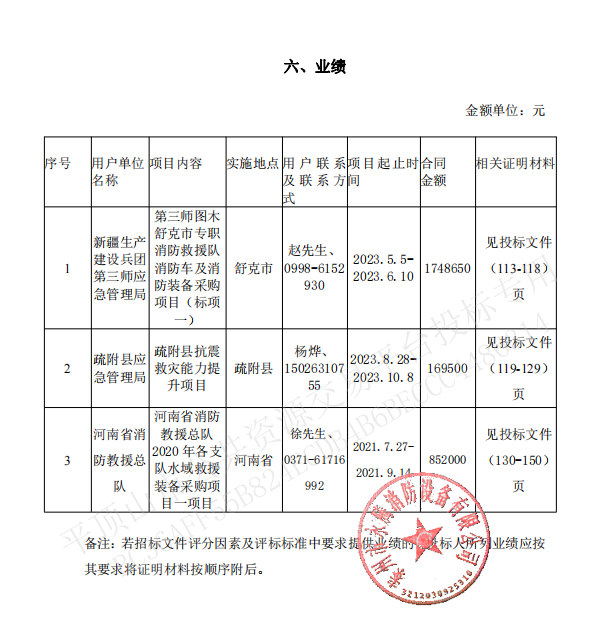 六、业绩
金额单位：元
序号
用户单位
名称
项目内容
实施地点
用户联系
及联系方
式
项目起止时
间
合同
金额
相关证明材料
1
新疆生产
建设兵团
第三师应
急管理局
第三师图木
舒克市专职
消防救援队
消防车及消
防装备采购
项目（标项
一）
舒克市
赵先生、
0998-6152
930
2023.5.5-
2023.6.10
1748650
见投标文件
（113-118）
页
2
疏附县应
急管理局
疏附县抗震
救灾能力提
升项目
疏附县
杨烨、
150263107
55
2023.8.28-
2023.10.8
169500
见投标文件
（119-129）
页
3
河南省消
防救援总
队
河南省消防
救援总队
2020 年各支
队水域救援
装备采购项
目一项目
河南省
徐先生、
0371-61716
992
2021.7.27-
2021.9.14
852000
见投标文件
（130-150）
页
备注：若招标文件评分因素及评标标准中要求提供业绩的 投标人所列业绩应按
其要求将证明材料按顺序附后。
3212030925310